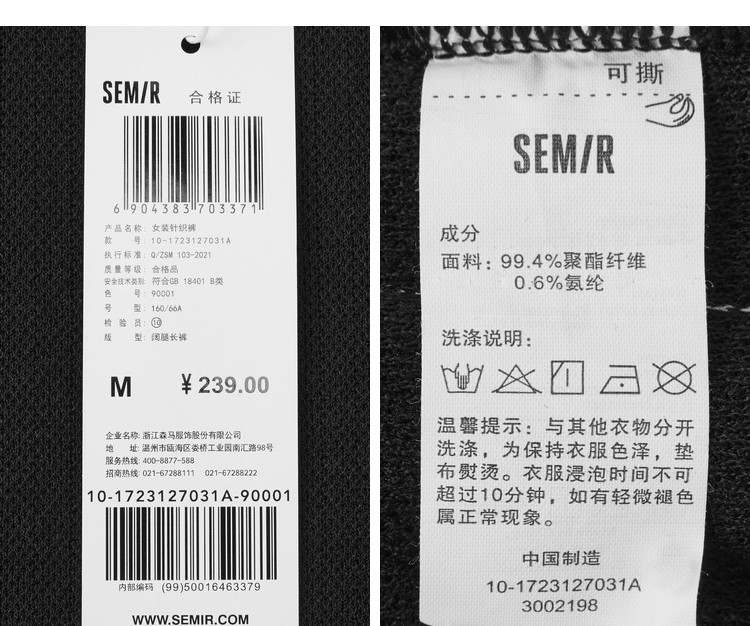 SEMIR 合格证
6 904383 703371
产品名称: 女装针织裤
款 号: 10-1723127031A
执行标准: Q/ZSM 103-2021
质量等级: 合格品
安全技术类别: 符合GB 18401 B类
色 号: 90001
号 型: 160/66A
检 验 员: ⑩
版 型: 阔腿长裤
M ¥239.00
企业名称: 浙江森马服饰股份有限公司
地 址: 温州市瓯海区娄桥工业园南汇路98号
服务热线: 400-8877-588
招商热线: 021-67288111 021-67288222
10-1723127031A-90001
内部编码 (99)50016463379
WWW.SEMIR.COM
可撕
SEMIR
成分
面料: 99.4%聚酯纤维
0.6%氨纶
洗涤说明:
温馨提示: 与其他衣物分开
洗涤，为保持衣服色泽，垫
布熨烫。衣服浸泡时间不可
超过10分钟，如有轻微褪色
属正常现象。
中国制造
10-1723127031A
3002198